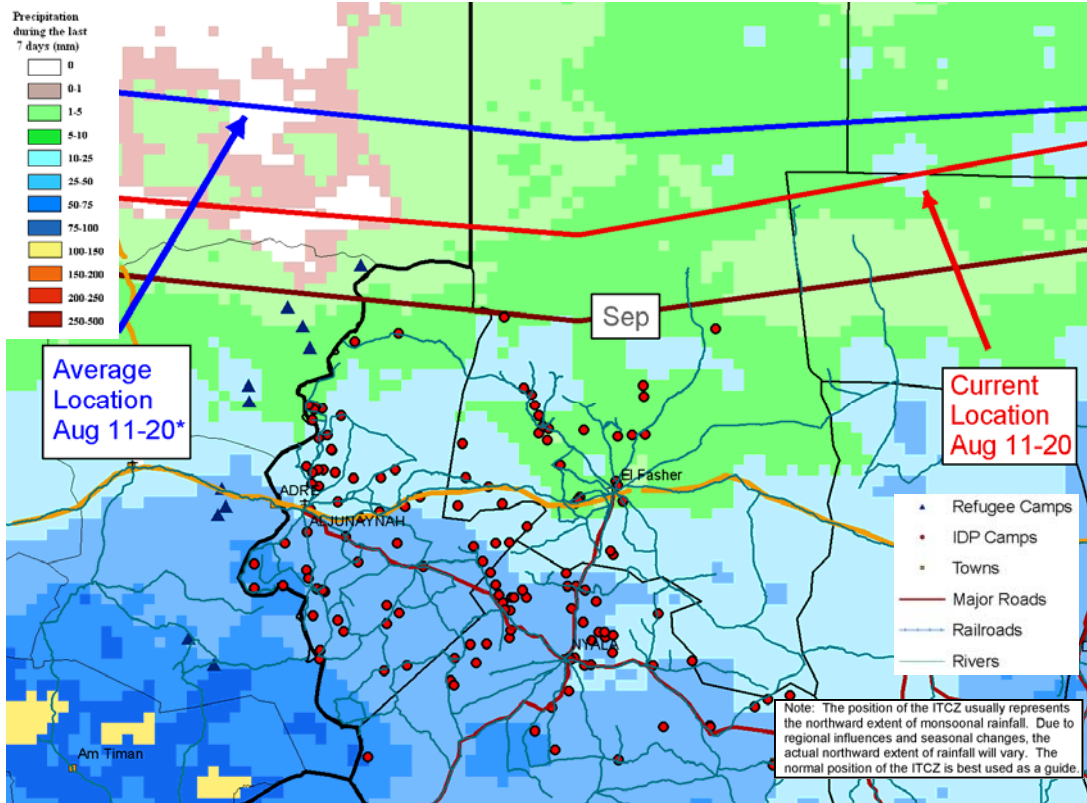 Precipitation
during the last
7 days (mm)
0
0-1
1-5
5-10
10-25
25-50
50-75
75-100
100-150
150-200
200-250
250-500
Sep
Average
Location
Aug 11-20*
Current
Location
Aug 11-20
El Fasher
ADRE
ALJUNAYNAH
NYALA
Am Timan
Refugee Camps
IDP Camps
Towns
Major Roads
Railroads
Rivers
Note: The position of the ITCZ usually represents
the northward extent of monsoonal rainfall. Due to
regional influences and seasonal changes, the
actual northward extent of rainfall will vary. The
normal position of the ITCZ is best used as a guide.